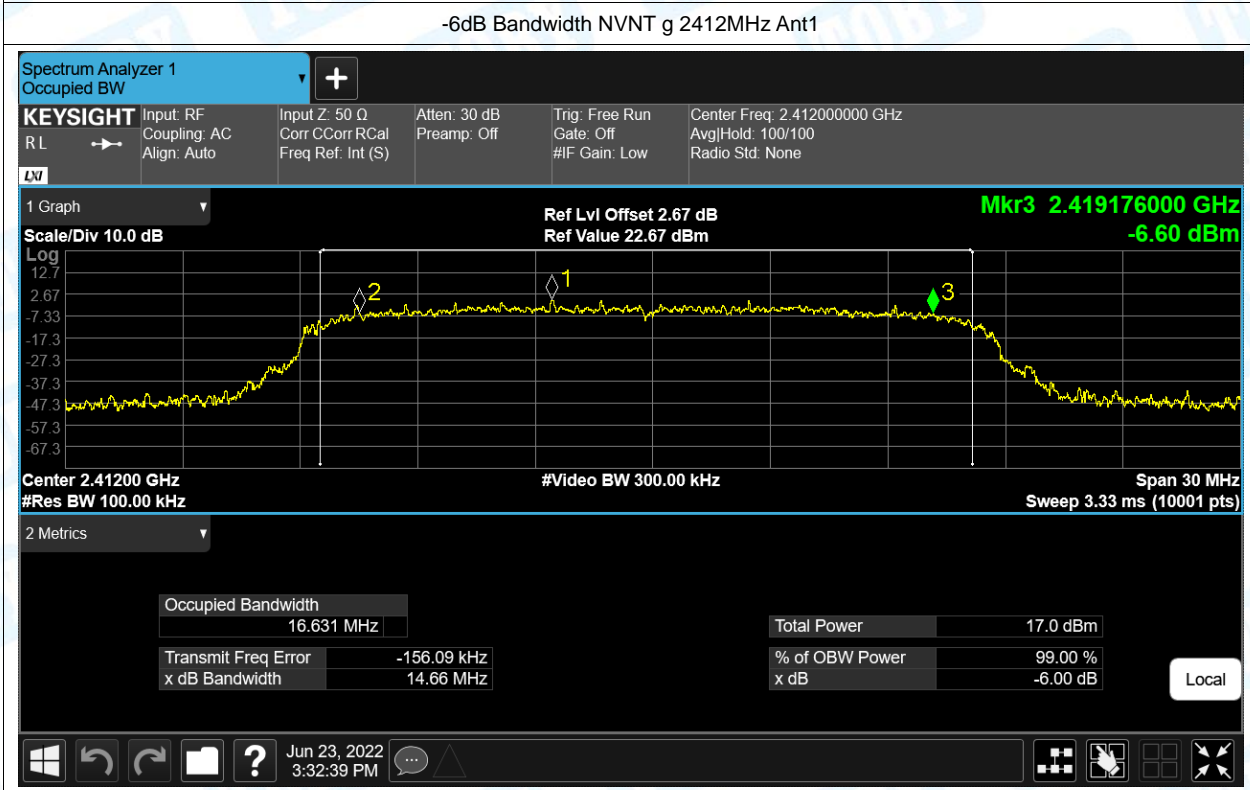 -6dB Bandwidth NVNT g 2412MHz Ant1
Spectrum Analyzer 1
Occupied BW
KEYSIGHT
RL
LXI
Input: RF
Coupling: AC
Align: Auto
Input Z: 50 Ω
Corr CCorr RCal
Freq Ref: Int (S)
Atten: 30 dB
Preamp: Off
Trig: Free Run
Gate: Off
#IF Gain: Low
Center Freq: 2.412000000 GHz
Avg|Hold: 100/100
Radio Std: None
1 Graph
Scale/Div 10.0 dB
Ref Lvl Offset 2.67 dB
Ref Value 22.67 dBm
Mkr3 2.419176000 GHz
-6.60 dBm
Log
12.7
2.67
-7.33
-17.3
-27.3
-37.3
-47.3
-57.3
-67.3
2
1
3
Center 2.41200 GHz
#Res BW 100.00 kHz
#Video BW 300.00 kHz
Span 30 MHz
Sweep 3.33 ms (10001 pts)
2 Metrics
Occupied Bandwidth
16.631 MHz
Transmit Freq Error -156.09 kHz
x dB Bandwidth 14.66 MHz
Total Power 17.0 dBm
% of OBW Power 99.00 %
x dB -6.00 dB
Local
?
Jun 23, 2022
3:32:39 PM